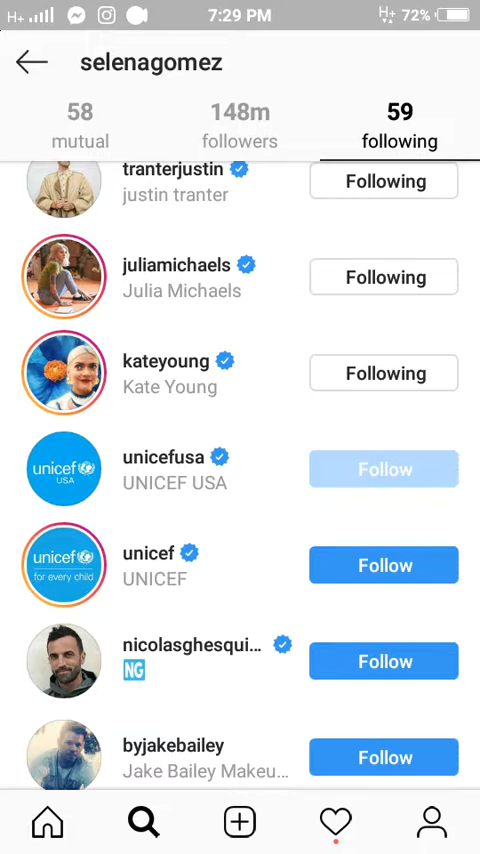 H+ 7:29 PM H+ 72%
selenagomez
58 148m 59
mutual followers following
tranterjustin Following
justin tranter
juliamichaels Following
Julia Michaels
kateyoung Following
Kate Young
unicef unicefusa Follow
USA UNICEF USA
unicef unicef Follow
for every child UNICEF
nicolasghesqui... Follow
NG
byjakebailey Follow
Jake Bailey Makeu...